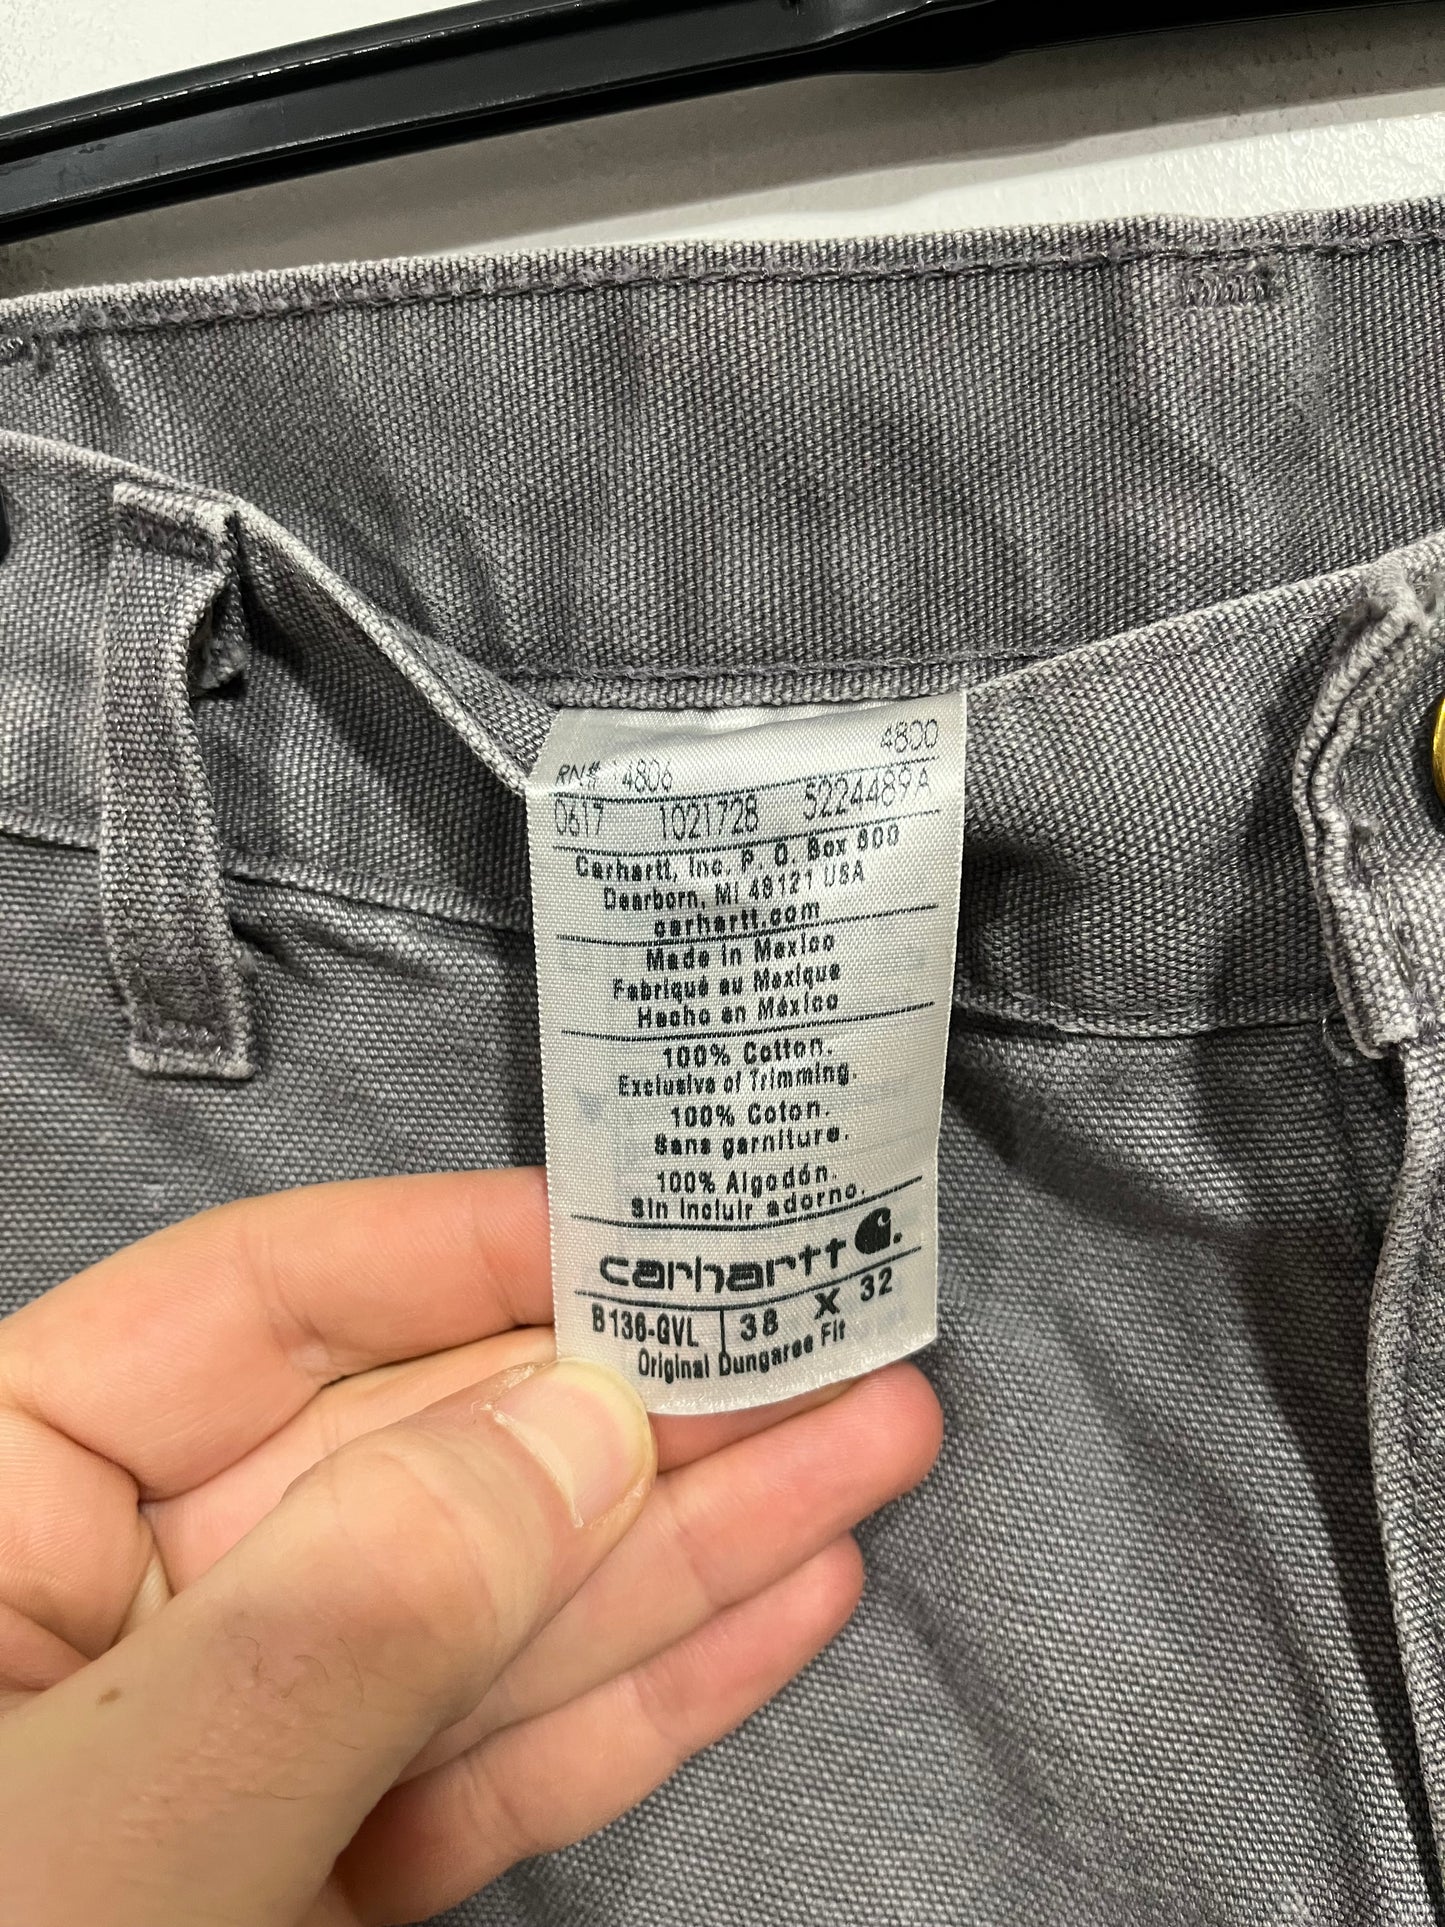 4800
RN# 14806
0617 1021728 5224489A
Carhartt, Inc. P. O. Box 600
Dearborn, MI 48121 USA
carhartt.com
Made in Mexico
Fabriqué au Mexique
Hecho en México
100% Cotton.
Exclusive of Trimming.
100% Coton.
Sans garniture.
100% Algodón.
Sin incluir adorno.
carhartt
B136-GVL 38 X 32
Original Dungaree Fit